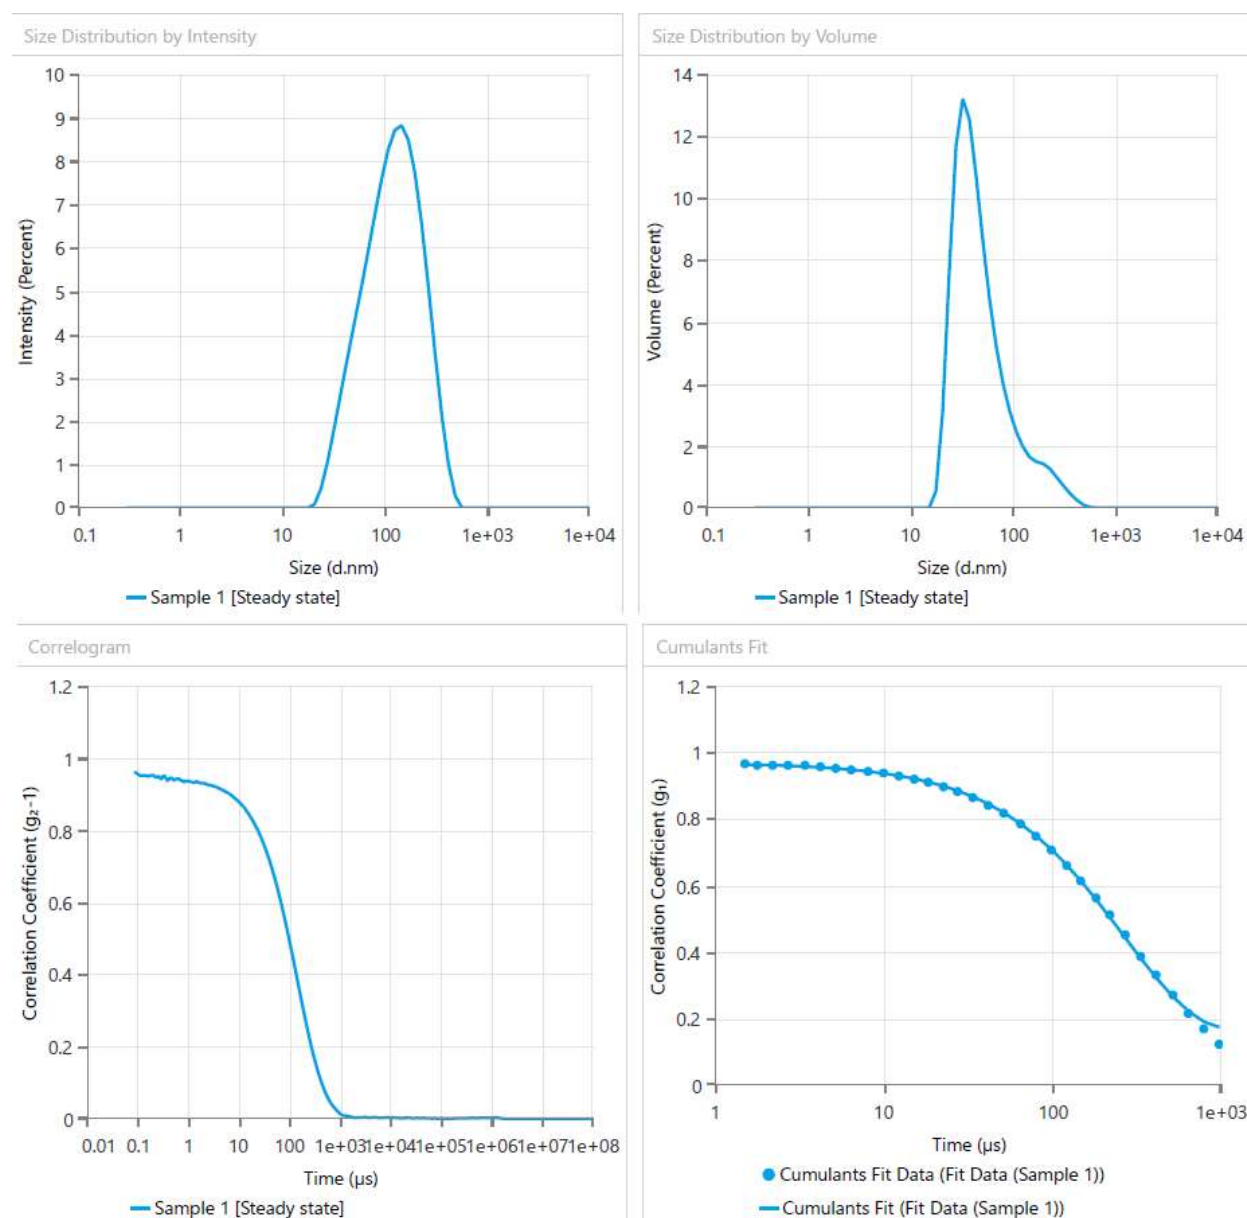 Size Distribution by Intensity
10
9
8
7
6
5
4
3
2
1
0
Intensity (Percent)
0.1 1 10 100 1e+03 1e+04
Size (d.nm)
Sample 1 [Steady state]
Size Distribution by Volume
14
12
10
8
6
4
2
0
Volume (Percent)
0.1 1 10 100 1e+03 1e+04
Size (d.nm)
Sample 1 [Steady state]
Correlogram
1.2
1
0.8
0.6
0.4
0.2
0
Correlation Coefficient (g₂-1)
0.01 0.1 1 10 100 1e+031e+041e+051e+061e+071e+08
Time (µs)
Sample 1 [Steady state]
Cumulants Fit
1.2
1
0.8
0.6
0.4
0.2
0
Correlation Coefficient (g₁)
1 10 100 1e+03
Time (µs)
Cumulants Fit Data (Fit Data (Sample 1))
Cumulants Fit (Fit Data (Sample 1))